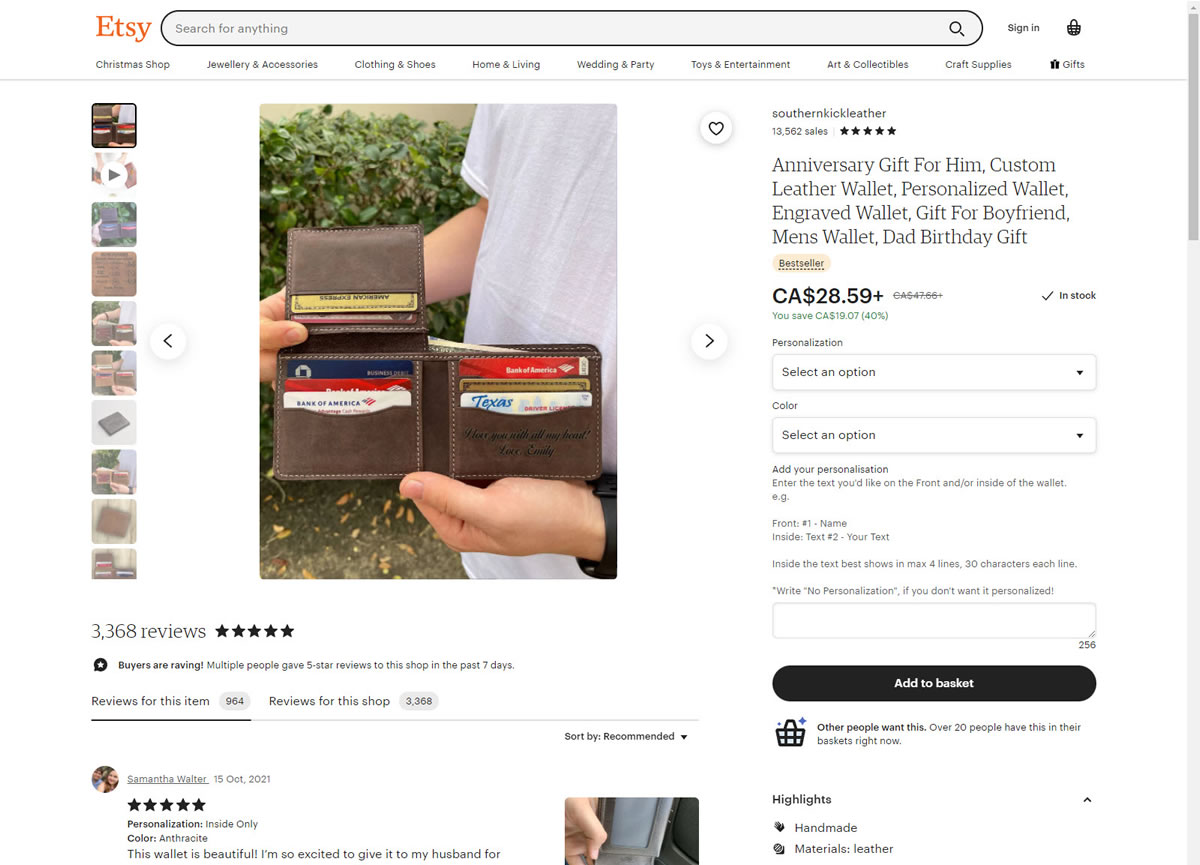 Etsy
Search for anything
Sign in
Christmas Shop
Jewellery & Accessories
Clothing & Shoes
Home & Living
Wedding & Party
Toys & Entertainment
Art & Collectibles
Craft Supplies
Gifts
AMERICAN EXPRESS
BUSINESS DEBIT
Bank of America
BANK OF AMERICA
Advantage Cash Rewards
Bank of America
Texas
DRIVER LICEN
I love you with all my head!
Love, Emily
southernkickleather
13,562 sales
Anniversary Gift For Him, Custom
Leather Wallet, Personalized Wallet,
Engraved Wallet, Gift For Boyfriend,
Mens Wallet, Dad Birthday Gift
Bestseller
CA$28.59+ CA$47.66+
In stock
You save CA$19.07 (40%)
Personalization
Select an option
Color
Select an option
Add your personalisation
Enter the text you'd like on the Front and/or inside of the wallet.
e.g.
Front: #1 - Name
Inside: Text #2 - Your Text
Inside the text best shows in max 4 lines, 30 characters each line.
*Write "No Personalization", if you don't want it personalized!
256
Add to basket
Other people want this. Over 20 people have this in their
baskets right now.
Highlights
Handmade
Materials: leather
3,368 reviews
Buyers are raving! Multiple people gave 5-star reviews to this shop in the past 7 days.
Reviews for this item 964
Reviews for this shop 3,368
Sort by: Recommended
Samantha Walter 15 Oct, 2021
Personalization: Inside Only
Color: Anthracite
This wallet is beautiful! I'm so excited to give it to my husband for